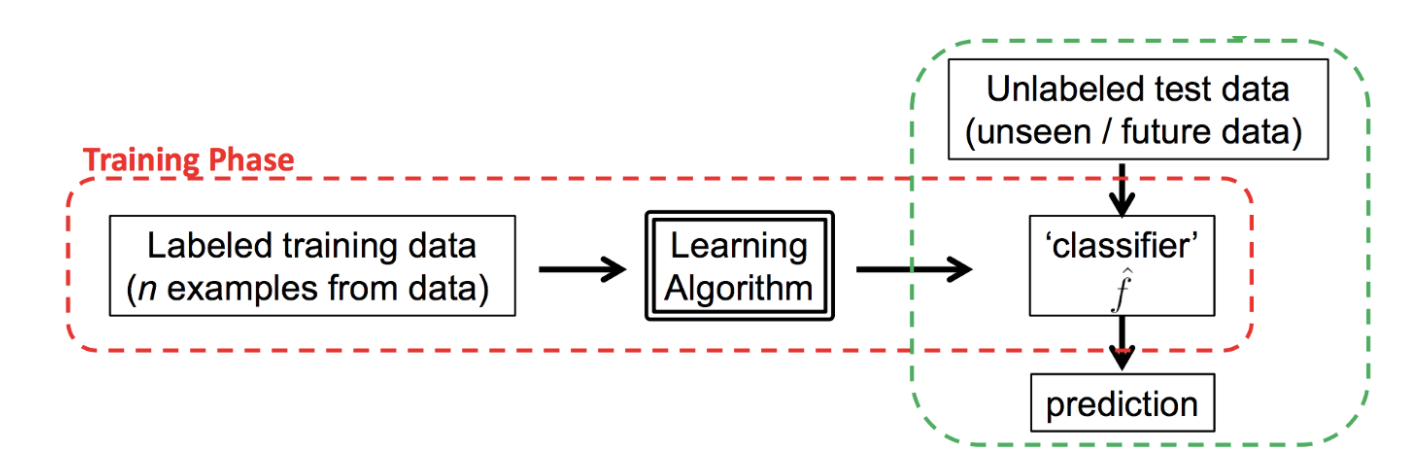 Unlabeled test data
(unseen / future data)
Training Phase
Labeled training data
(n examples from data)
Learning
Algorithm
‘classifier’
f̂
prediction